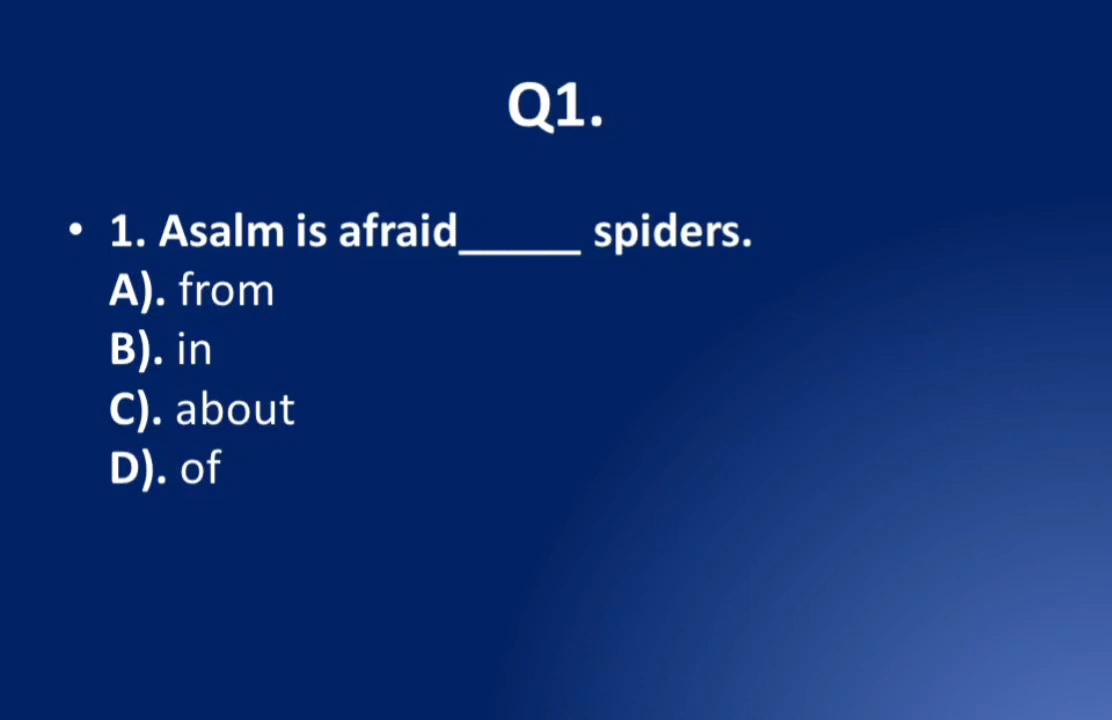 Q1.
• 1. Asalm is afraid_____ spiders.
A). from
B). in
C). about
D). of